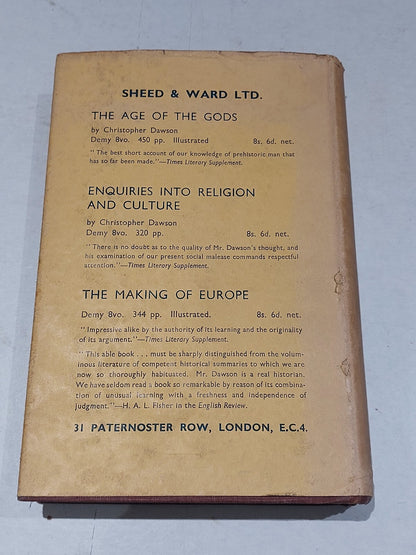 SHEED & WARD LTD.
THE AGE OF THE GODS
by Christopher Dawson
Demy 8vo. 450 pp. Illustrated 8s. 6d. net.
"The best short account of our knowledge of prehistoric man that
has so far been made."—Times Literary Supplement.
ENQUIRIES INTO RELIGION
AND CULTURE
by Christopher Dawson
Demy 8vo. 320 pp. 8s. 6d. net.
"There is no doubt as to the quality of Mr. Dawson's thought, and
his examination of our present social malease commands respectful
attention."—Times Literary Supplement.
THE MAKING OF EUROPE
Demy 8vo. 344 pp. Illustrated. 8s. 6d. net.
"Impressive alike by the authority of its learning and the originality
of its argument."—Times Literary Supplement.
"This able book . . . must be sharply distinguished from the volum-
inous literature of competent historical summaries to which we are
now so thoroughly habituated. Mr. Dawson is a real historian.
We have seldom read a book so remarkable by reason of its combina-
tion of unusual learning with a freshness and independence of
judgment."—H. A. L. Fisher in the English Review.
31 PATERNOSTER ROW, LONDON, E.C.4.